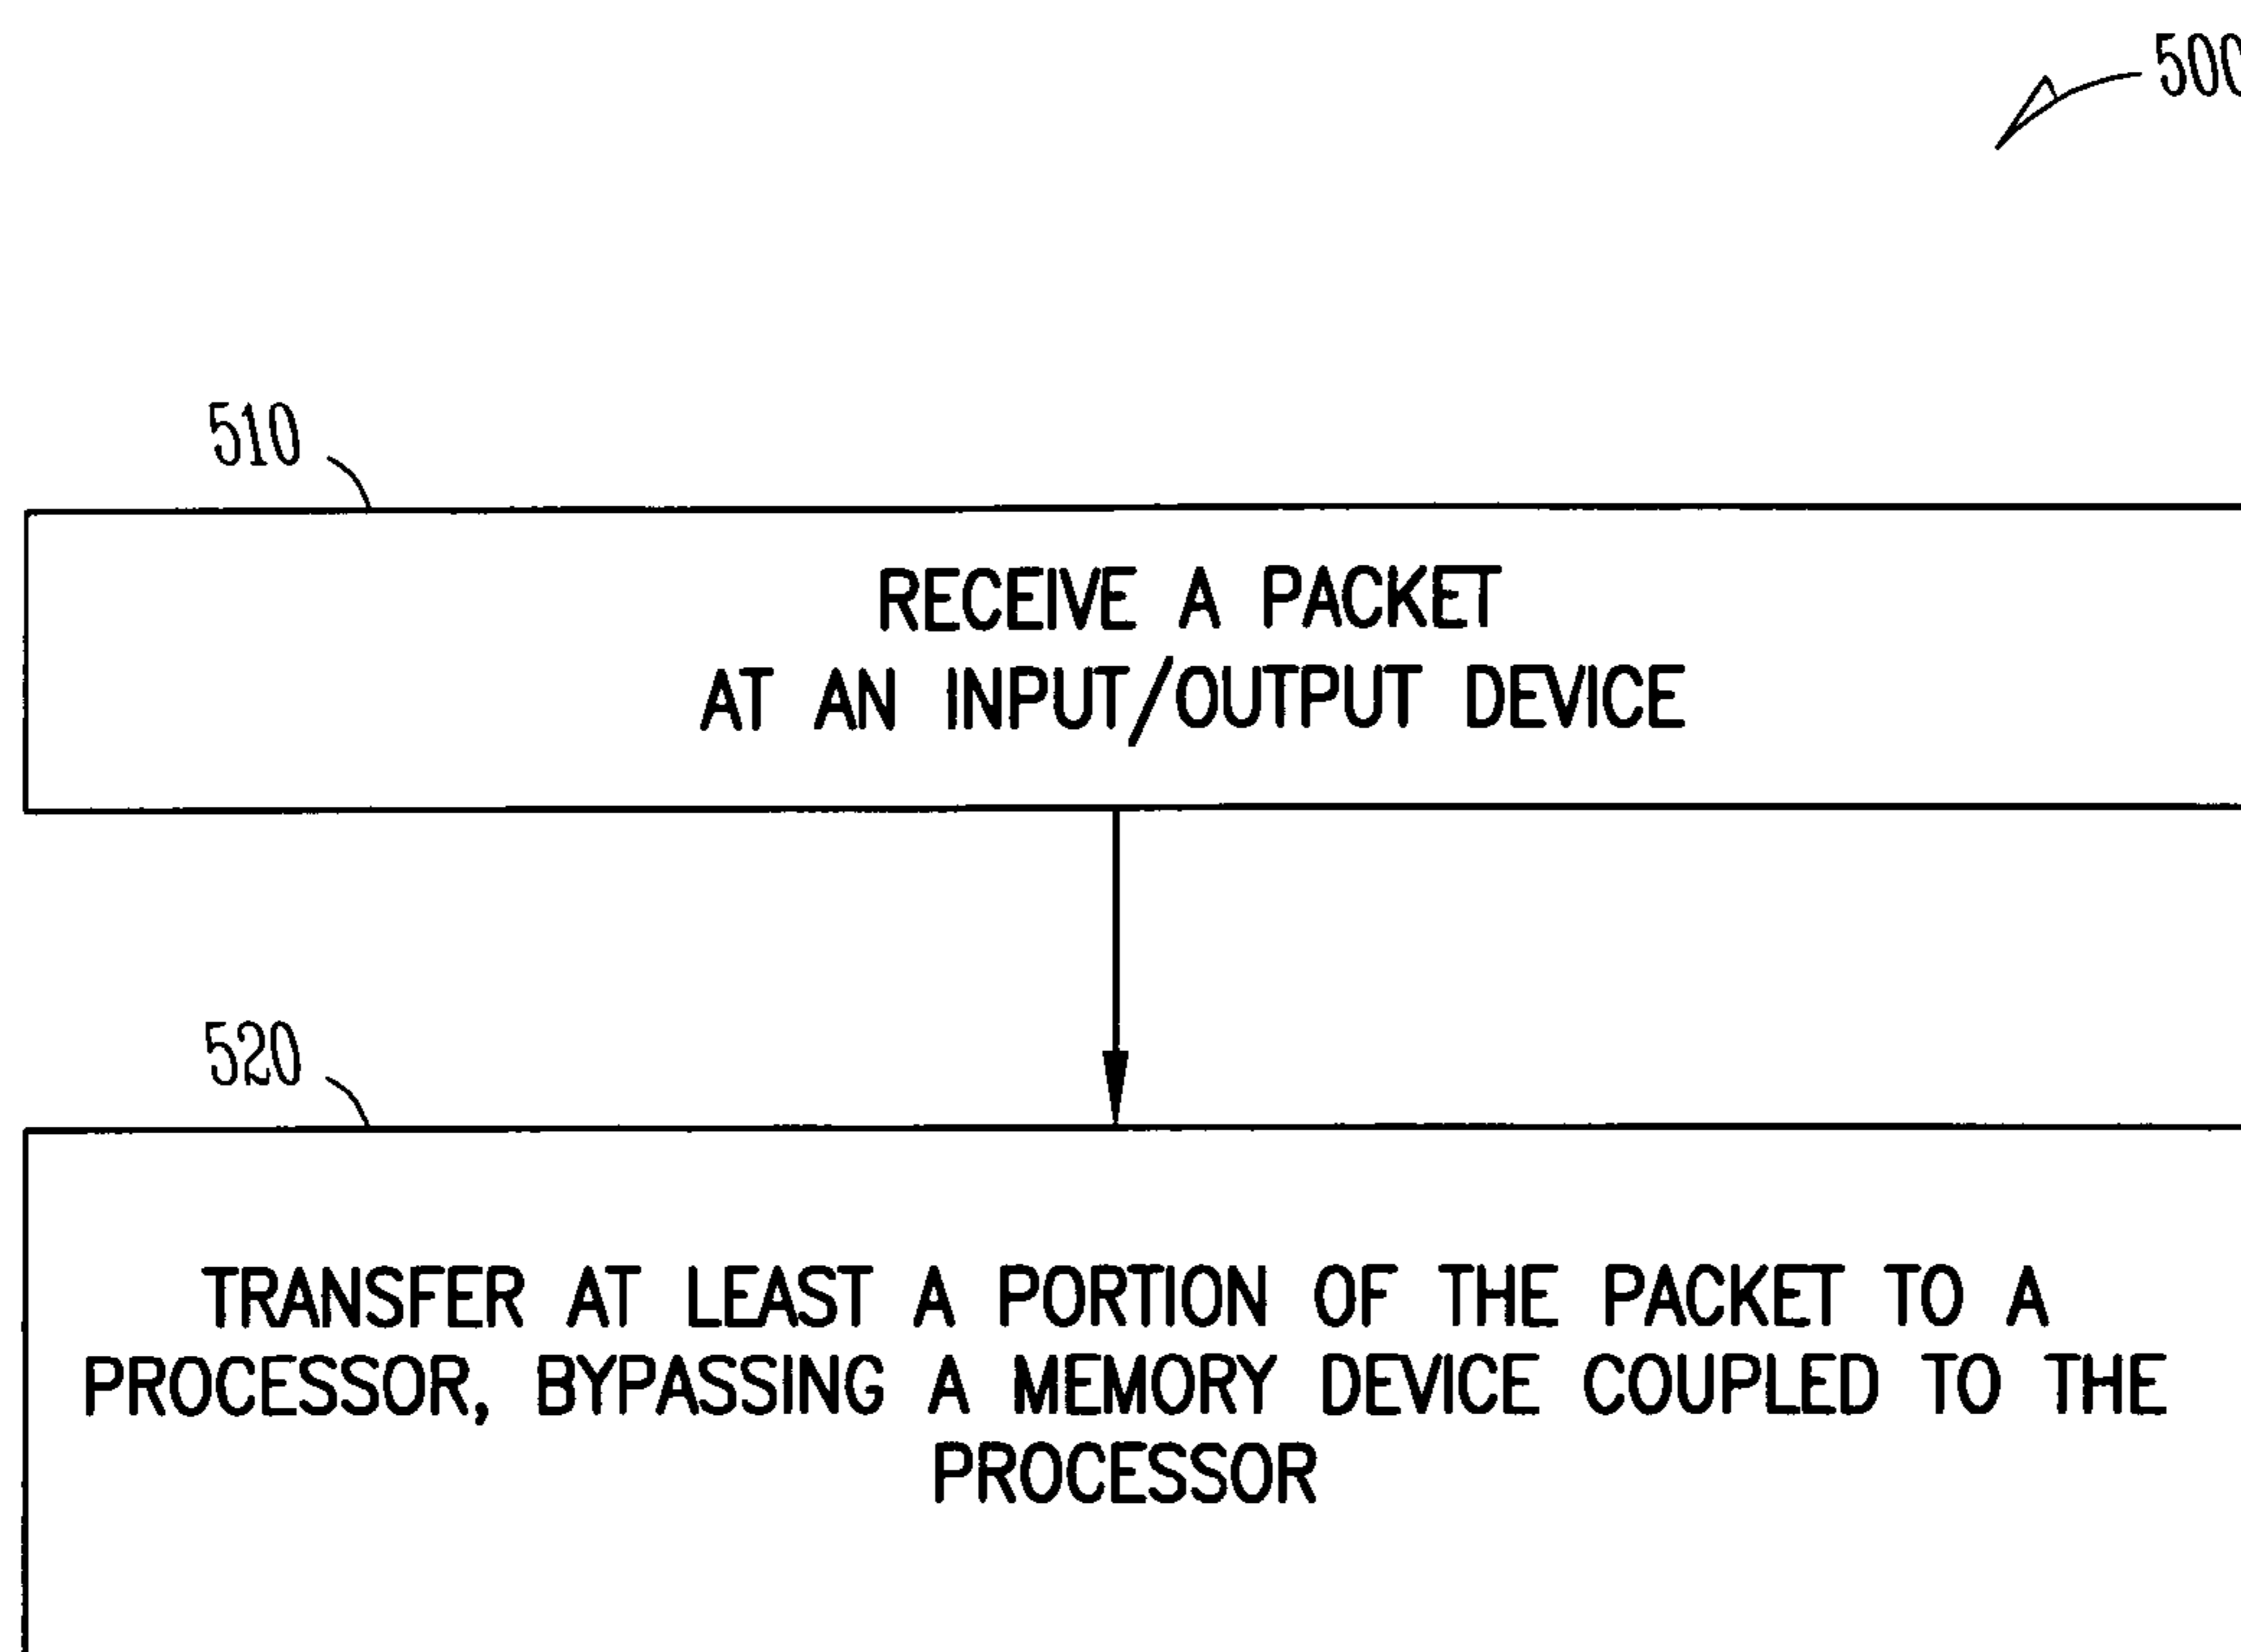 500
510
RECEIVE A PACKET
AT AN INPUT/OUTPUT DEVICE
520
TRANSFER AT LEAST A PORTION OF THE PACKET TO A
PROCESSOR, BYPASSING A MEMORY DEVICE COUPLED TO THE
PROCESSOR